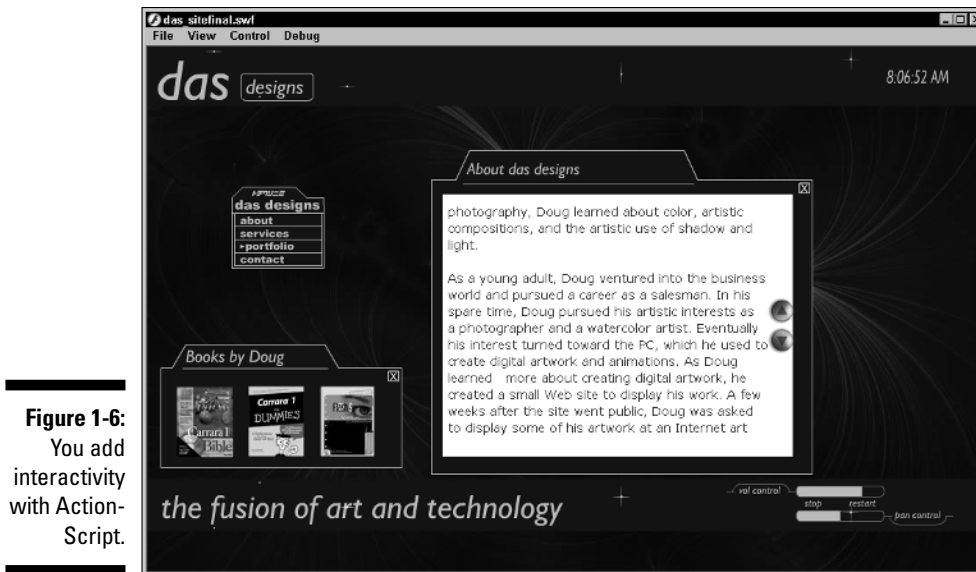 das_sitefinal.swf
File View Control Debug
das designs
8:06:52 AM
das designs
about
services
portfolio
contact
About das designs
X
photography, Doug learned about color, artistic
compositions, and the artistic use of shadow and
light.
As a young adult, Doug ventured into the business
world and pursued a career as a salesman. In his
spare time, Doug pursued his artistic interests as
a photographer and a watercolor artist. Eventually
his interest turned toward the PC, which he used to
create digital artwork and animations. As Doug
learned more about creating digital artwork, he
created a small Web site to display his work. A few
weeks after the site went public, Doug was asked
to display some of his artwork at an Internet art
Books by Doug
X
Carrara 1
Bible
Carrara 1
DUMMIES
the fusion of art and technology
vol control
stop restart
pan control
Figure 1-6:
You add
interactivity
with Action-
Script.